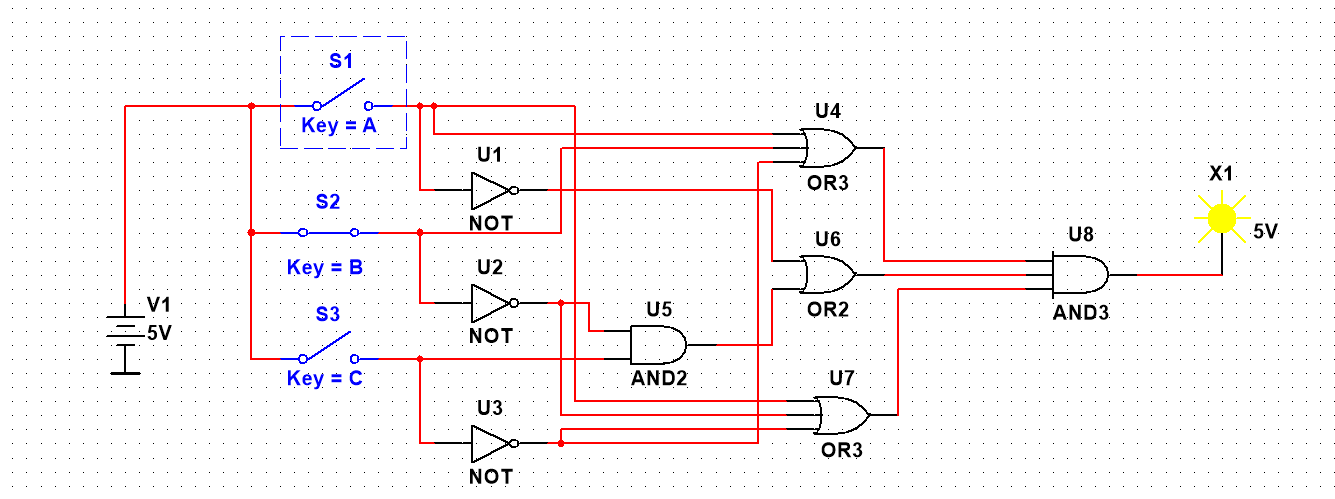 S1
Key = A
U1
NOT
S2
Key = B
U2
NOT
V1
5V
S3
Key = C
U3
NOT
U5
AND2
U4
OR3
U6
OR2
U7
OR3
U8
AND3
X1
5V